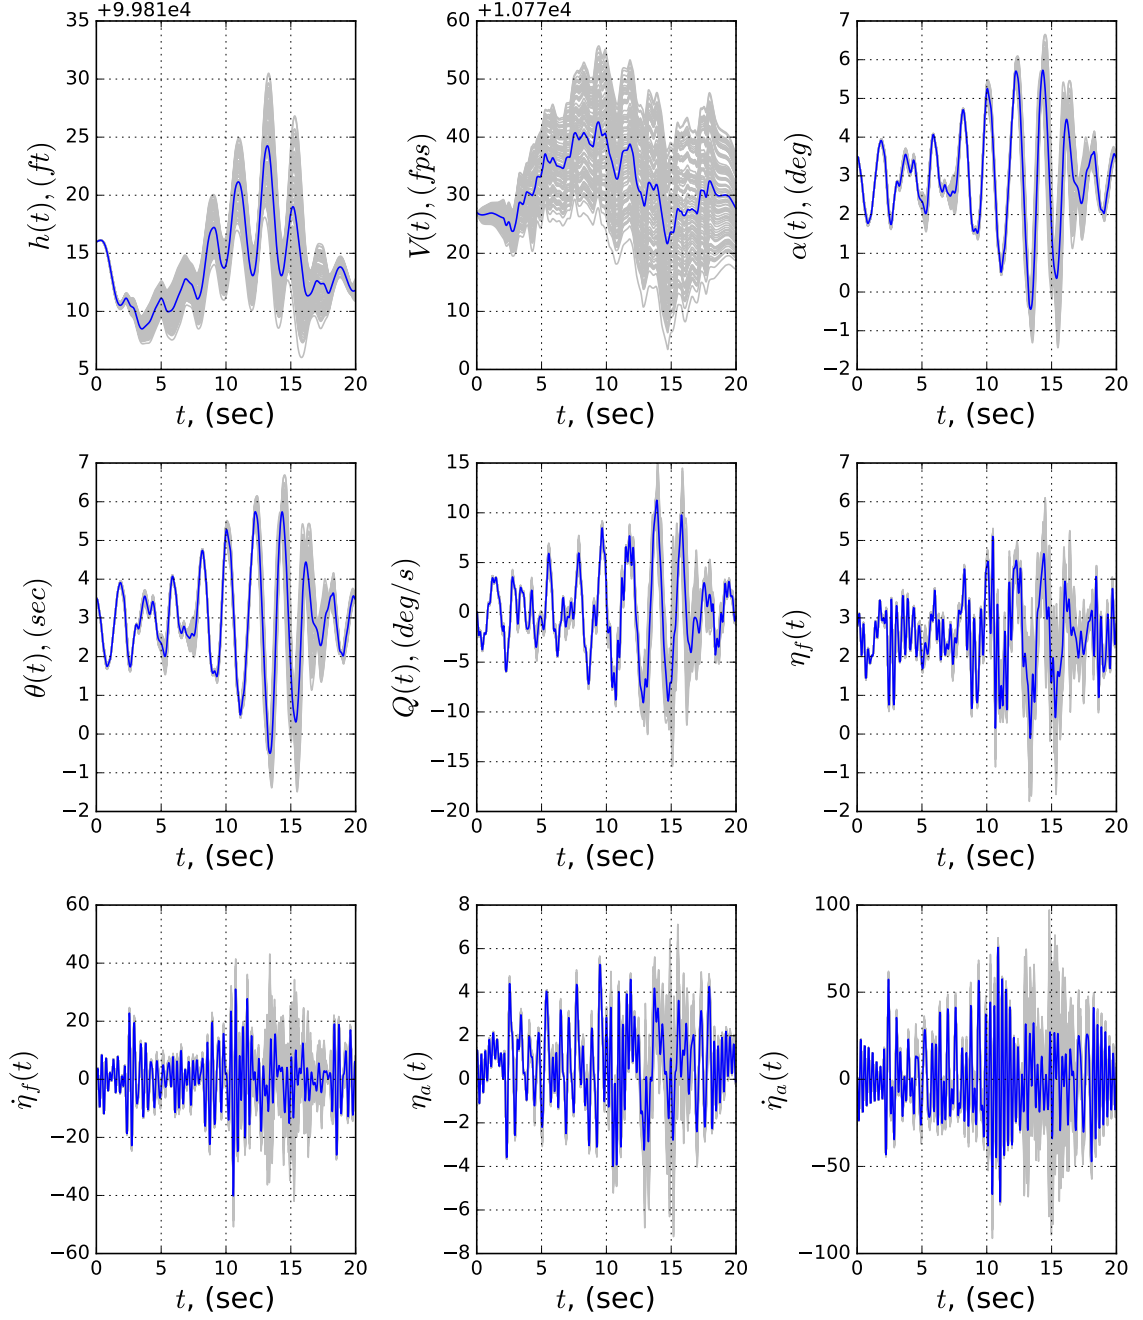 +9.981e4
h(t), (ft)
35
30
25
20
15
10
5
0 5 10 15 20
t, (sec)
+1.077e4
V(t), (fps)
60
50
40
30
20
10
0
0 5 10 15 20
t, (sec)
α(t), (deg)
7
6
5
4
3
2
1
0
−1
−2
0 5 10 15 20
t, (sec)
θ(t), (sec)
7
6
5
4
3
2
1
0
−1
−2
0 5 10 15 20
t, (sec)
Q(t), (deg/s)
15
10
5
0
−5
−10
−15
−20
0 5 10 15 20
t, (sec)
η_f(t)
7
6
5
4
3
2
1
0
−1
−2
0 5 10 15 20
t, (sec)
η̇_f(t)
60
40
20
0
−20
−40
−60
0 5 10 15 20
t, (sec)
η_a(t)
8
6
4
2
0
−2
−4
−6
−8
0 5 10 15 20
t, (sec)
η̇_a(t)
100
50
0
−50
−100
0 5 10 15 20
t, (sec)